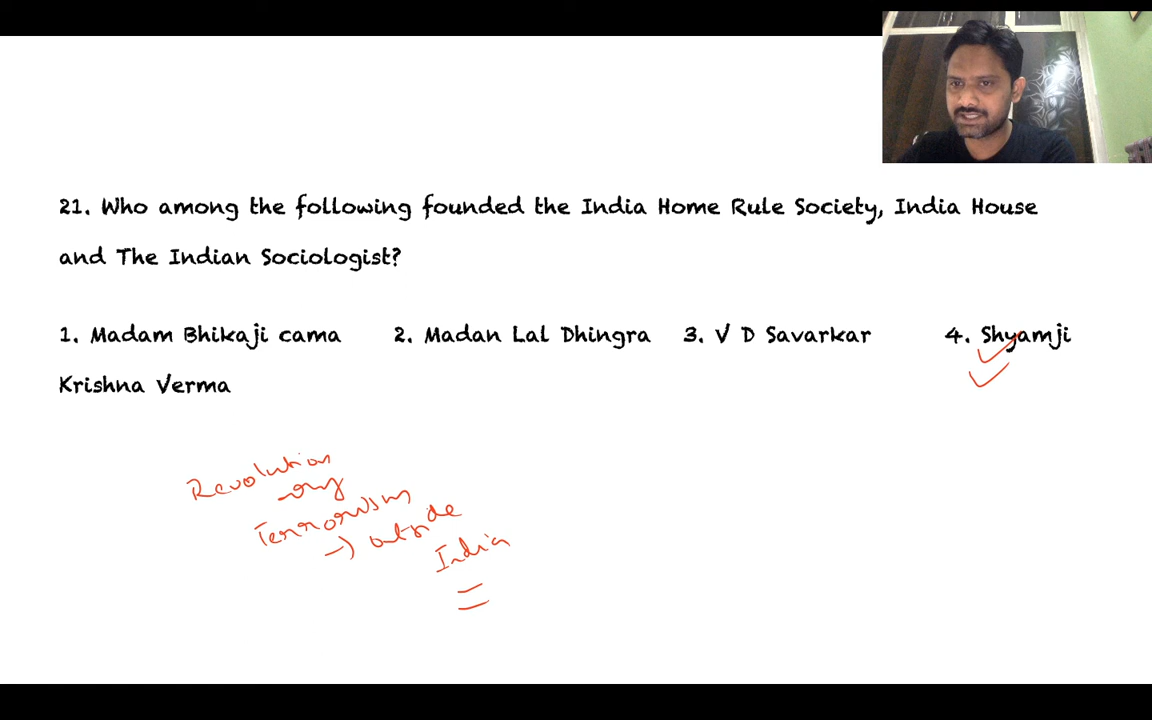 21. Who among the following founded the India Home Rule Society, India House
and The Indian Sociologist?
1. Madam Bhikaji cama 2. Madan Lal Dhingra 3. V D Savarkar 4. Shyamji
Krishna Verma
Revolution
-ary
Terrorism
→ outside
India